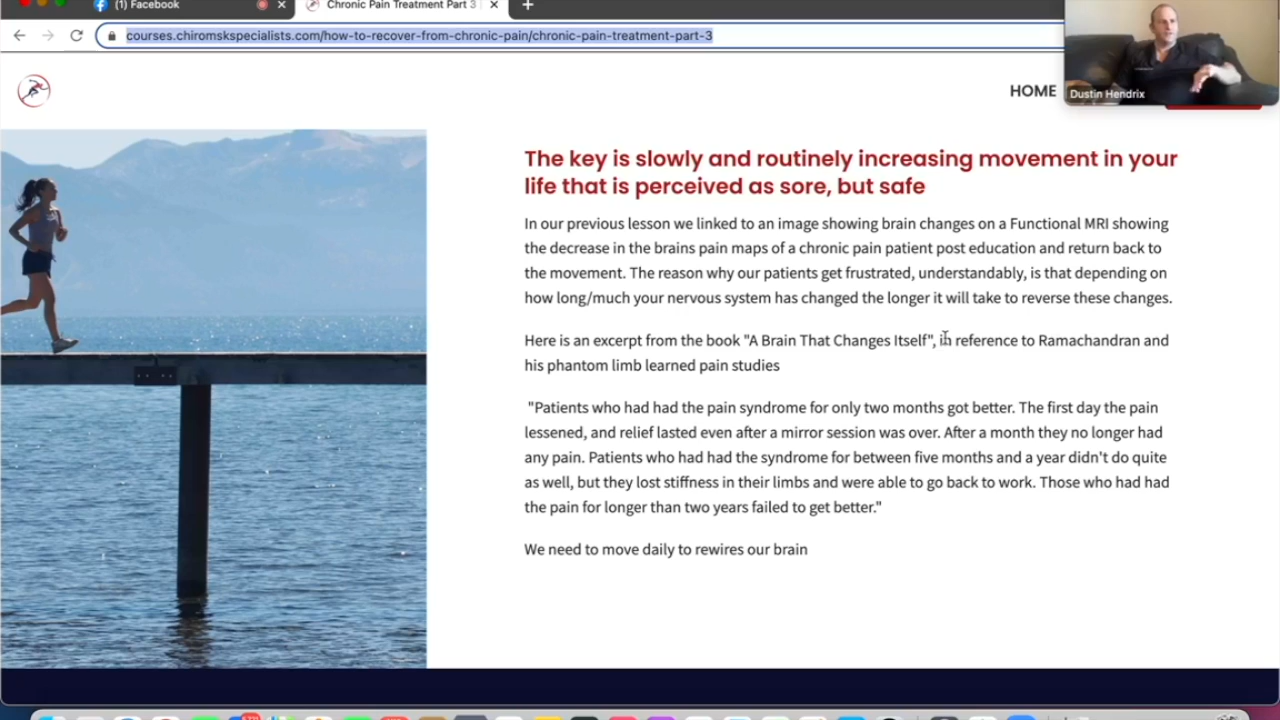 (1) Facebook
Chronic Pain Treatment Part 3
courses.chiromskspecialists.com/how-to-recover-from-chronic-pain/chronic-pain-treatment-part-3
Dustin Hendrix
HOME
The key is slowly and routinely increasing movement in your
life that is perceived as sore, but safe
In our previous lesson we linked to an image showing brain changes on a Functional MRI showing
the decrease in the brains pain maps of a chronic pain patient post education and return back to
the movement. The reason why our patients get frustrated, understandably, is that depending on
how long/much your nervous system has changed the longer it will take to reverse these changes.
Here is an excerpt from the book "A Brain That Changes Itself", in reference to Ramachandran and
his phantom limb learned pain studies
"Patients who had had the pain syndrome for only two months got better. The first day the pain
lessened, and relief lasted even after a mirror session was over. After a month they no longer had
any pain. Patients who had had the syndrome for between five months and a year didn't do quite
as well, but they lost stiffness in their limbs and were able to go back to work. Those who had had
the pain for longer than two years failed to get better."
We need to move daily to rewires our brain